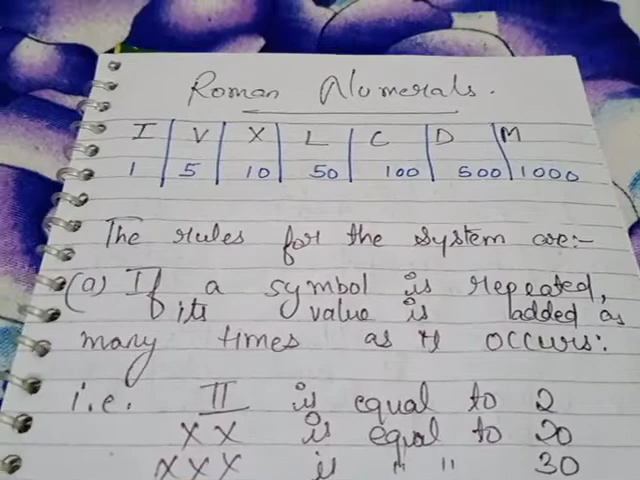 Roman Numerals.
I V X L C D M
1 5 10 50 100 500 1000
The rules for the system are:-
(a) If a symbol is repeated,
its value is added as
many times as it occurs:
i.e. II is equal to 2
XX is equal to 20
XXX is " " 30